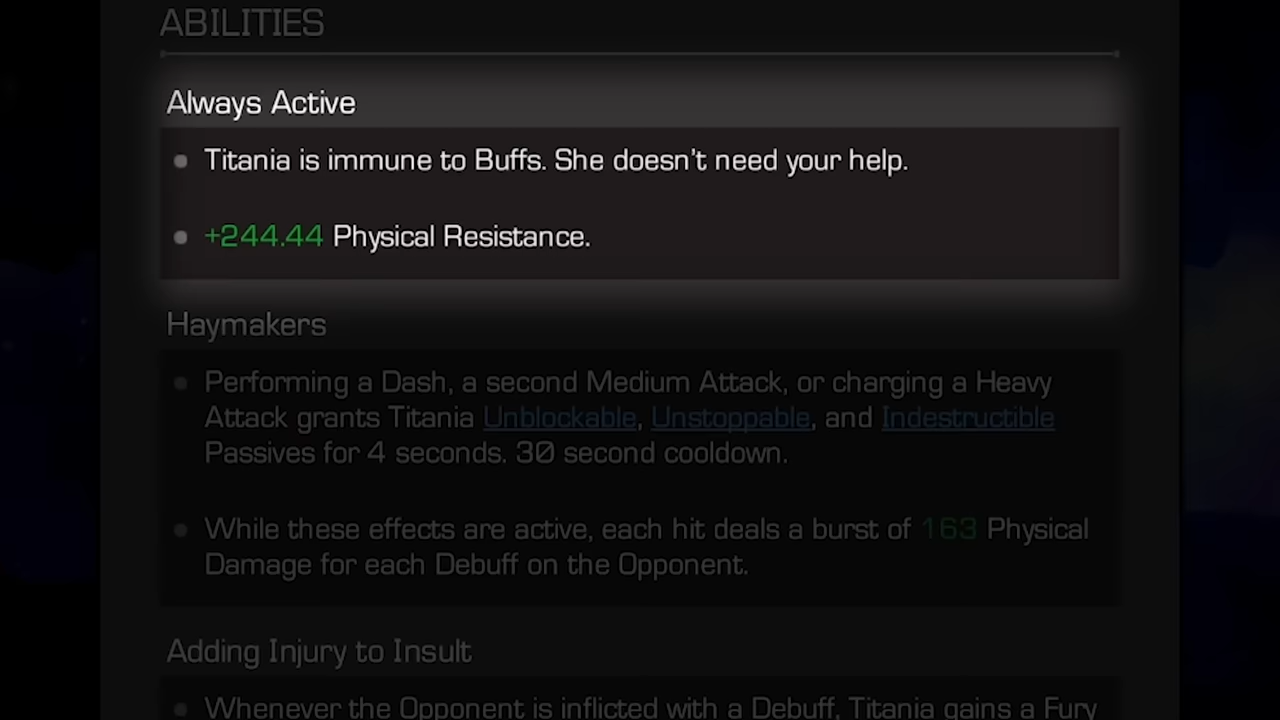 ABILITIES
Always Active
Titania is immune to Buffs. She doesn't need your help.
+244.44 Physical Resistance.
Haymakers
Performing a Dash, a second Medium Attack, or charging a Heavy
Attack grants Titania Unblockable, Unstoppable, and Indestructible
Passives for 4 seconds. 30 second cooldown.
While these effects are active, each hit deals a burst of 163 Physical
Damage for each Debuff on the Opponent.
Adding Injury to Insult
Whenever the Opponent is inflicted with a Debuff, Titania gains a Fury